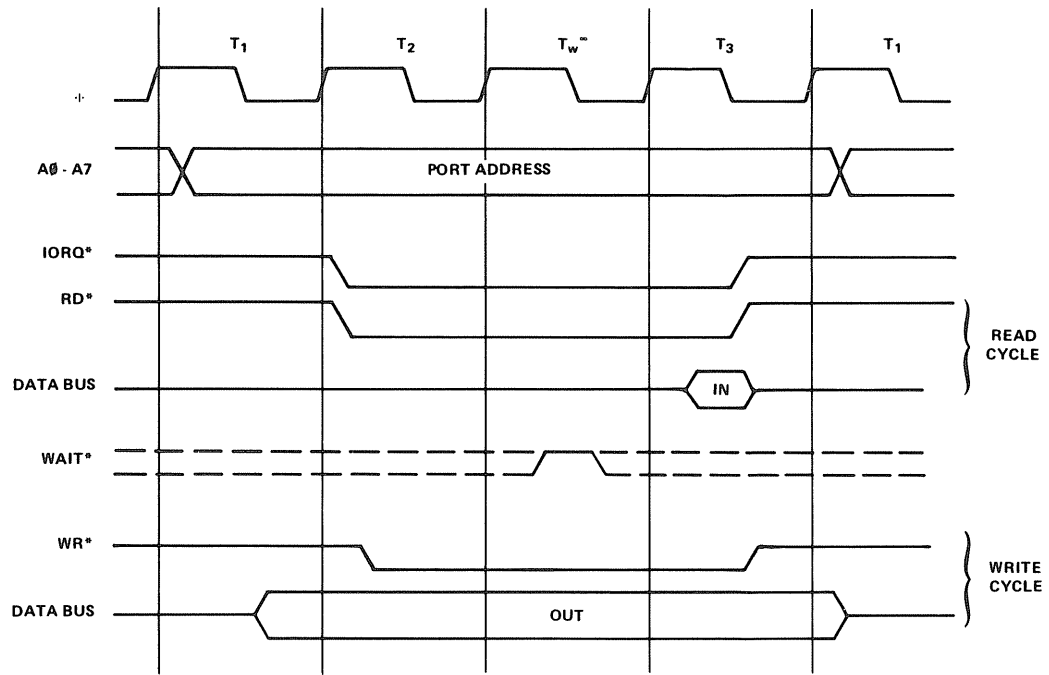 T1 T2 Tw∞ T3 T1
A0̸ - A7
PORT ADDRESS
IORQ*
RD*
READ
CYCLE
DATA BUS
IN
WAIT*
WR*
WRITE
CYCLE
DATA BUS
OUT